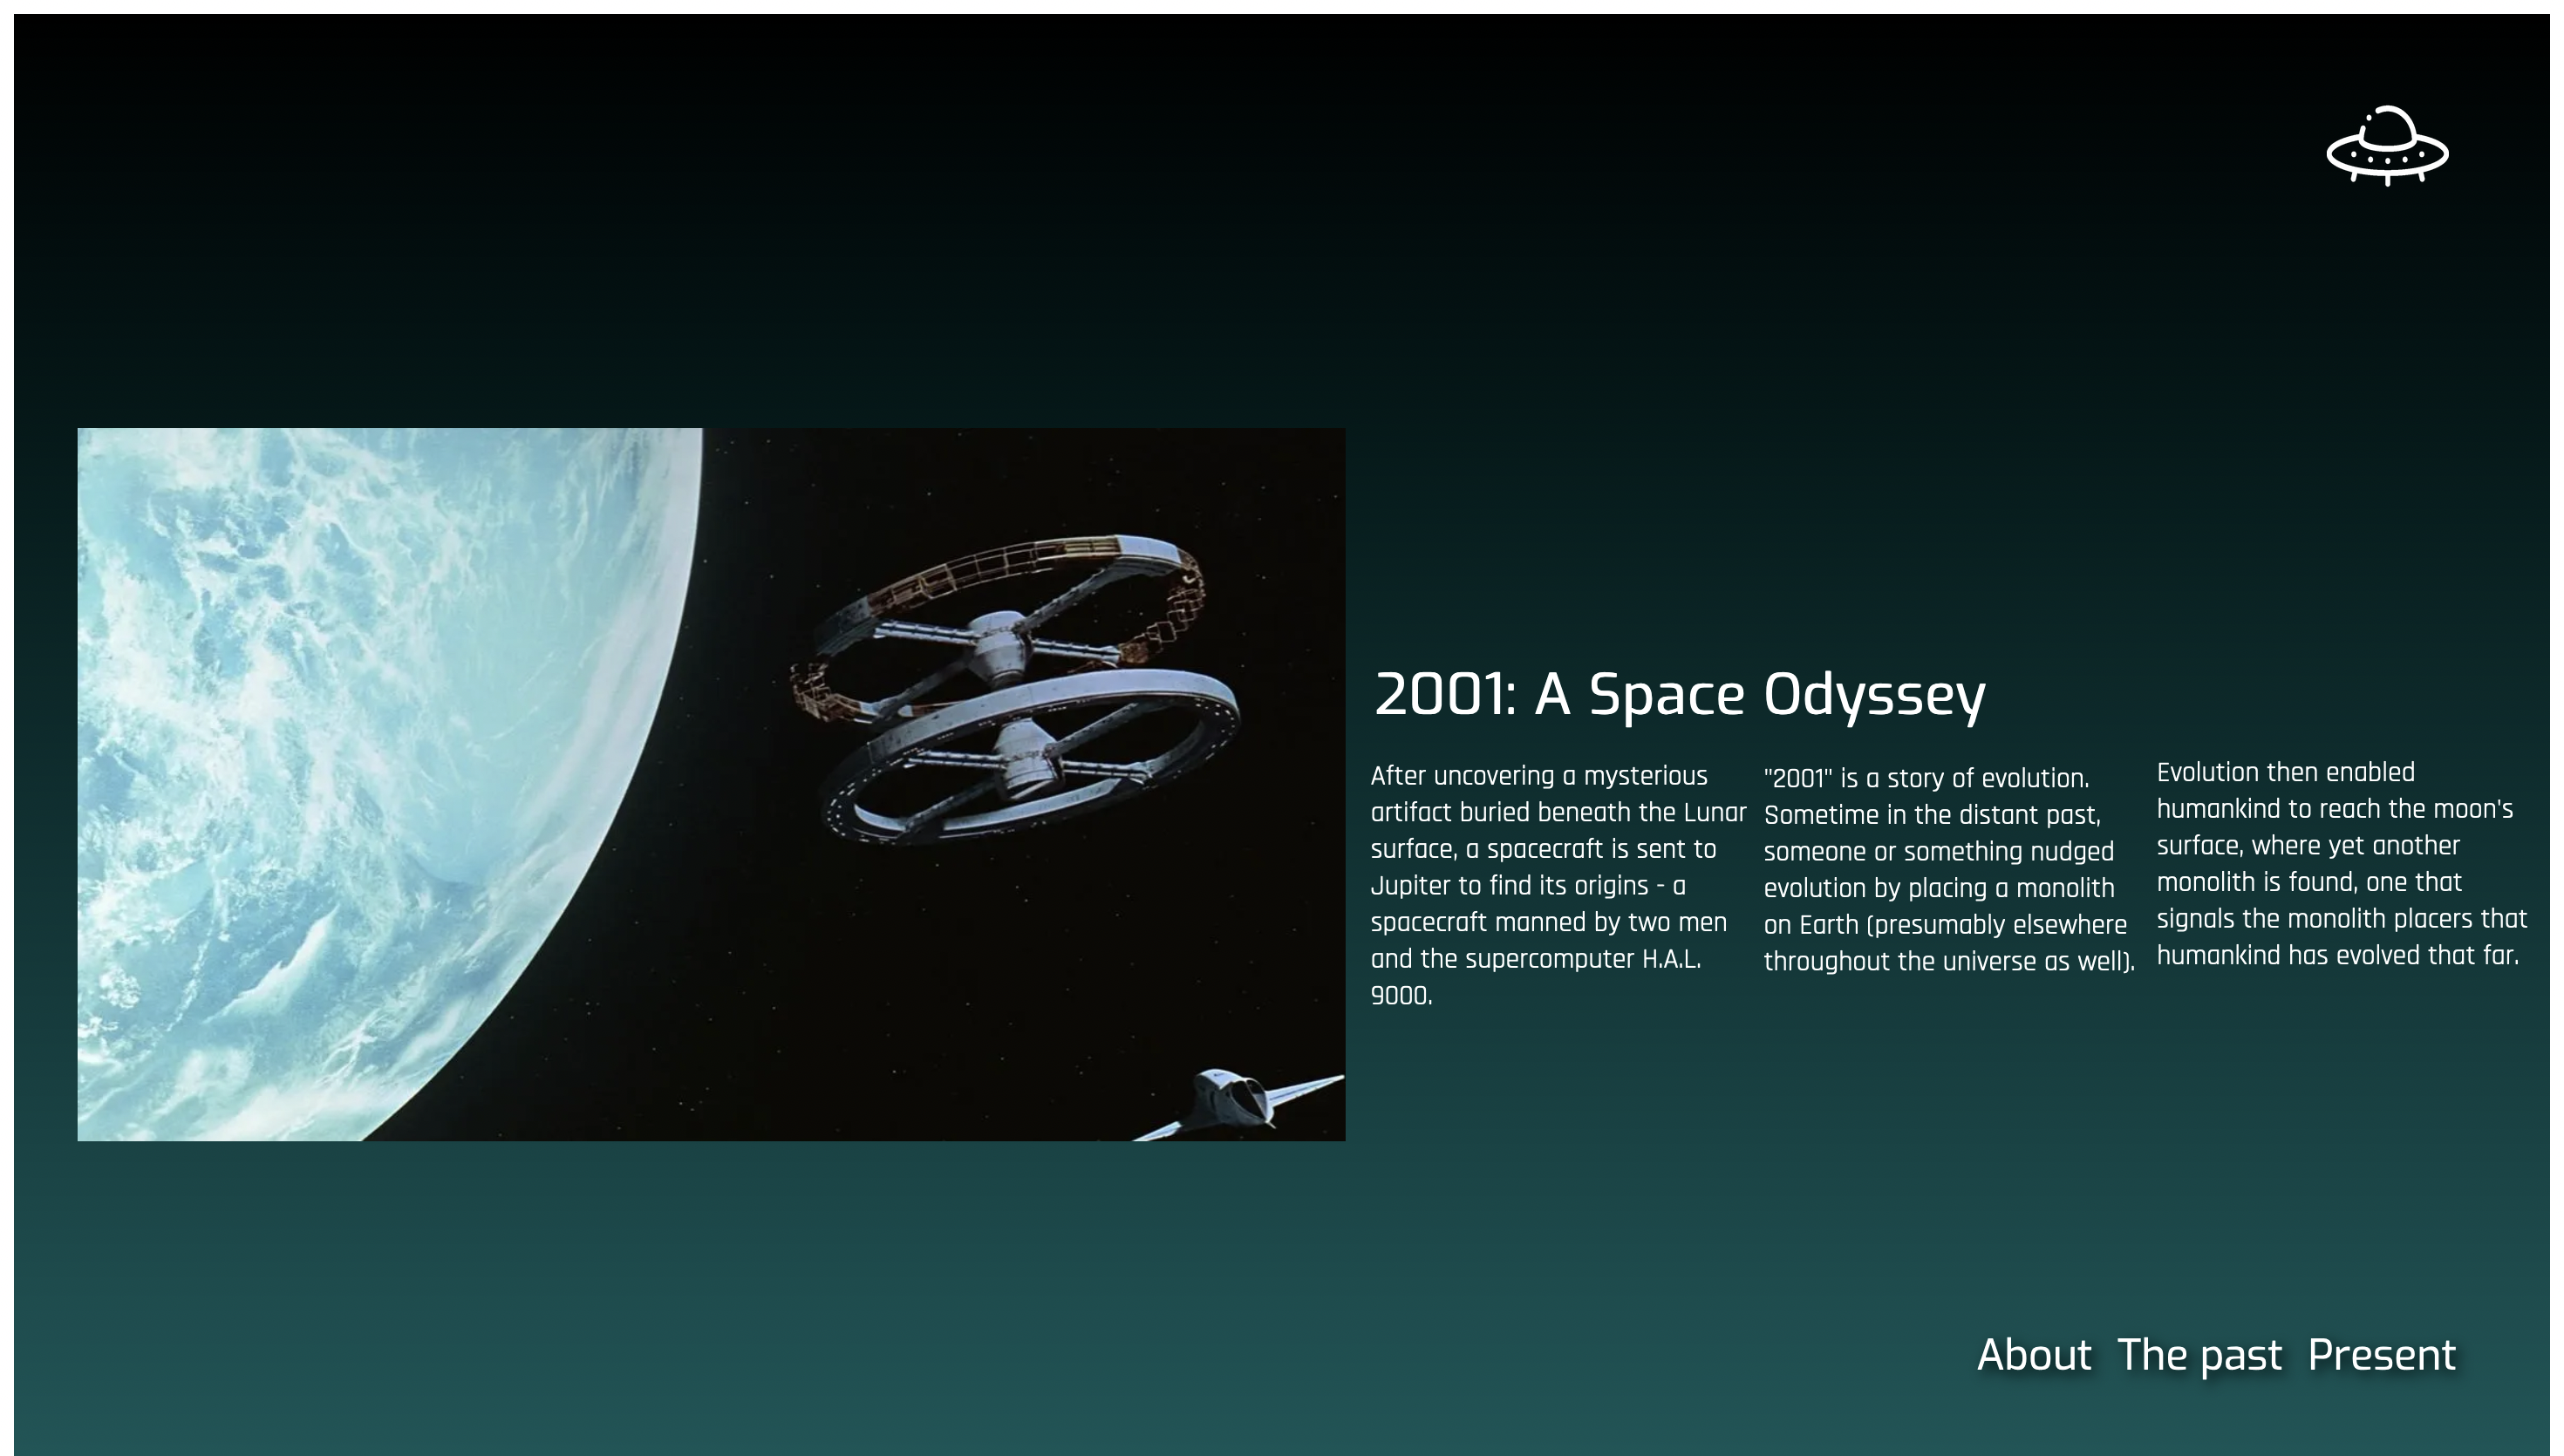 2001: A Space Odyssey
After uncovering a mysterious
artifact buried beneath the Lunar
surface, a spacecraft is sent to
Jupiter to find its origins - a
spacecraft manned by two men
and the supercomputer H.A.L.
9000.
"2001" is a story of evolution.
Sometime in the distant past,
someone or something nudged
evolution by placing a monolith
on Earth (presumably elsewhere
throughout the universe as well).
Evolution then enabled
humankind to reach the moon's
surface, where yet another
monolith is found, one that
signals the monolith placers that
humankind has evolved that far.
About The past Present